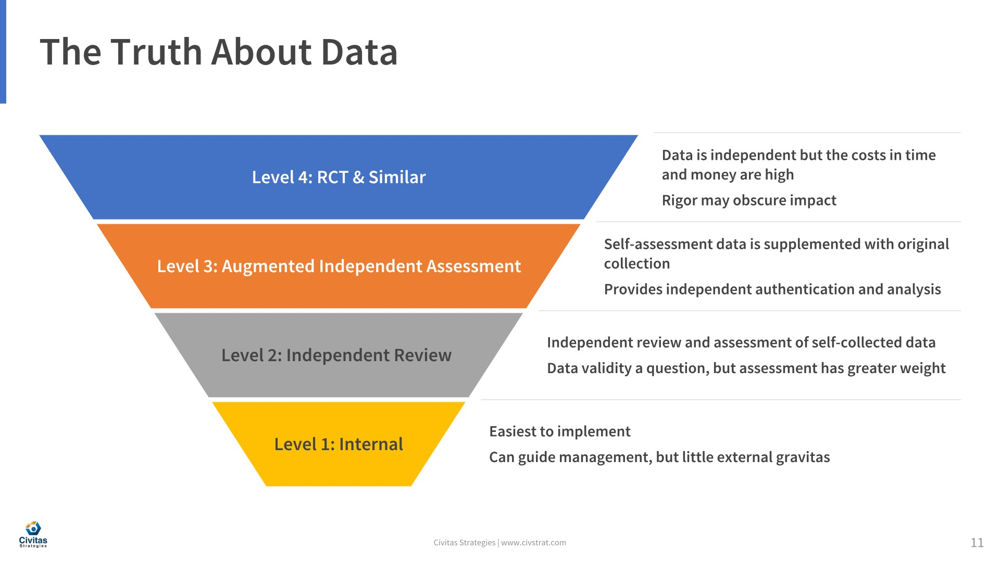 The Truth About Data
Level 4: RCT & Similar
Data is independent but the costs in time
and money are high
Rigor may obscure impact
Level 3: Augmented Independent Assessment
Self-assessment data is supplemented with original
collection
Provides independent authentication and analysis
Level 2: Independent Review
Independent review and assessment of self-collected data
Data validity a question, but assessment has greater weight
Level 1: Internal
Easiest to implement
Can guide management, but little external gravitas
Civitas
Strategies
Civitas Strategies | www.civstrat.com
11